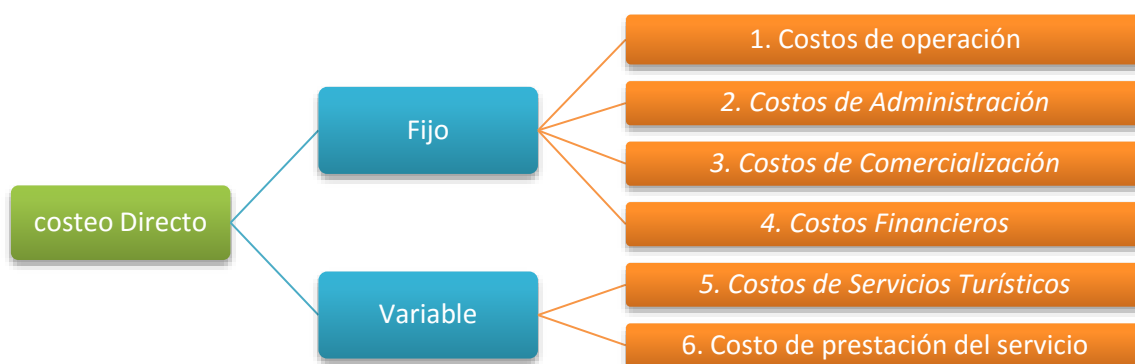 costeo Directo
Fijo
1. Costos de operación
2. Costos de Administración
3. Costos de Comercialización
4. Costos Financieros
Variable
5. Costos de Servicios Turísticos
6. Costo de prestación del servicio